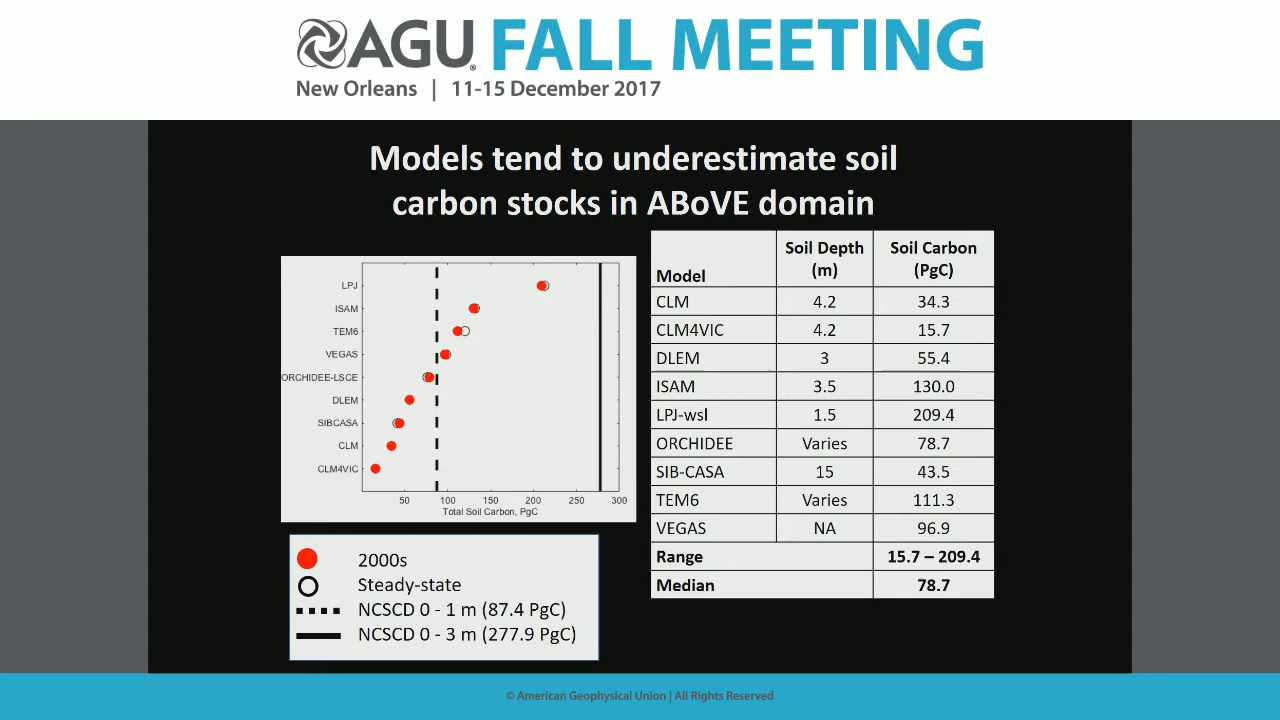 AGU FALL MEETING
New Orleans | 11-15 December 2017
Models tend to underestimate soil
carbon stocks in ABoVE domain
LPJ
ISAM
TEM6
VEGAS
ORCHIDEE-LSCE
DLEM
SIBCASA
CLM
CLM4VIC
50 100 150 200 250 300
Total Soil Carbon, PgC
2000s
Steady-state
NCSCD 0 - 1 m (87.4 PgC)
NCSCD 0 - 3 m (277.9 PgC)
Model Soil Depth (m) Soil Carbon (PgC)
CLM 4.2 34.3
CLM4VIC 4.2 15.7
DLEM 3 55.4
ISAM 3.5 130.0
LPJ-wsl 1.5 209.4
ORCHIDEE Varies 78.7
SIB-CASA 15 43.5
TEM6 Varies 111.3
VEGAS NA 96.9
Range 15.7 – 209.4
Median 78.7
© American Geophysical Union | All Rights Reserved